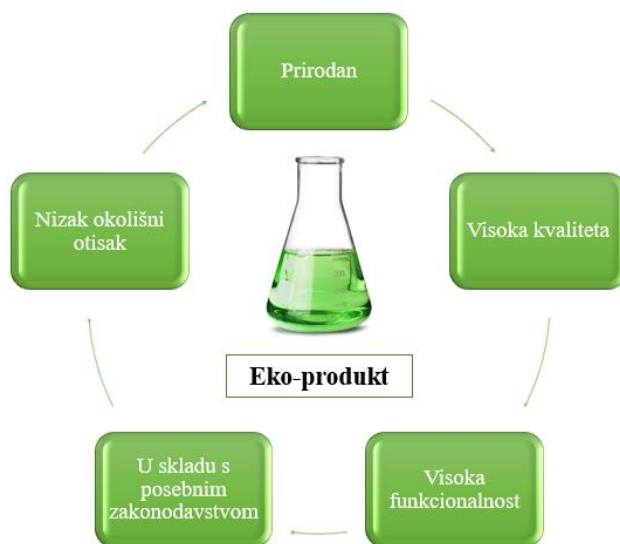 Prirodan
Visoka kvaliteta
Visoka
funkcionalnost
U skladu s
posebnim
zakonodavstvom
Nizak okolišni
otisak
Eko-produkt